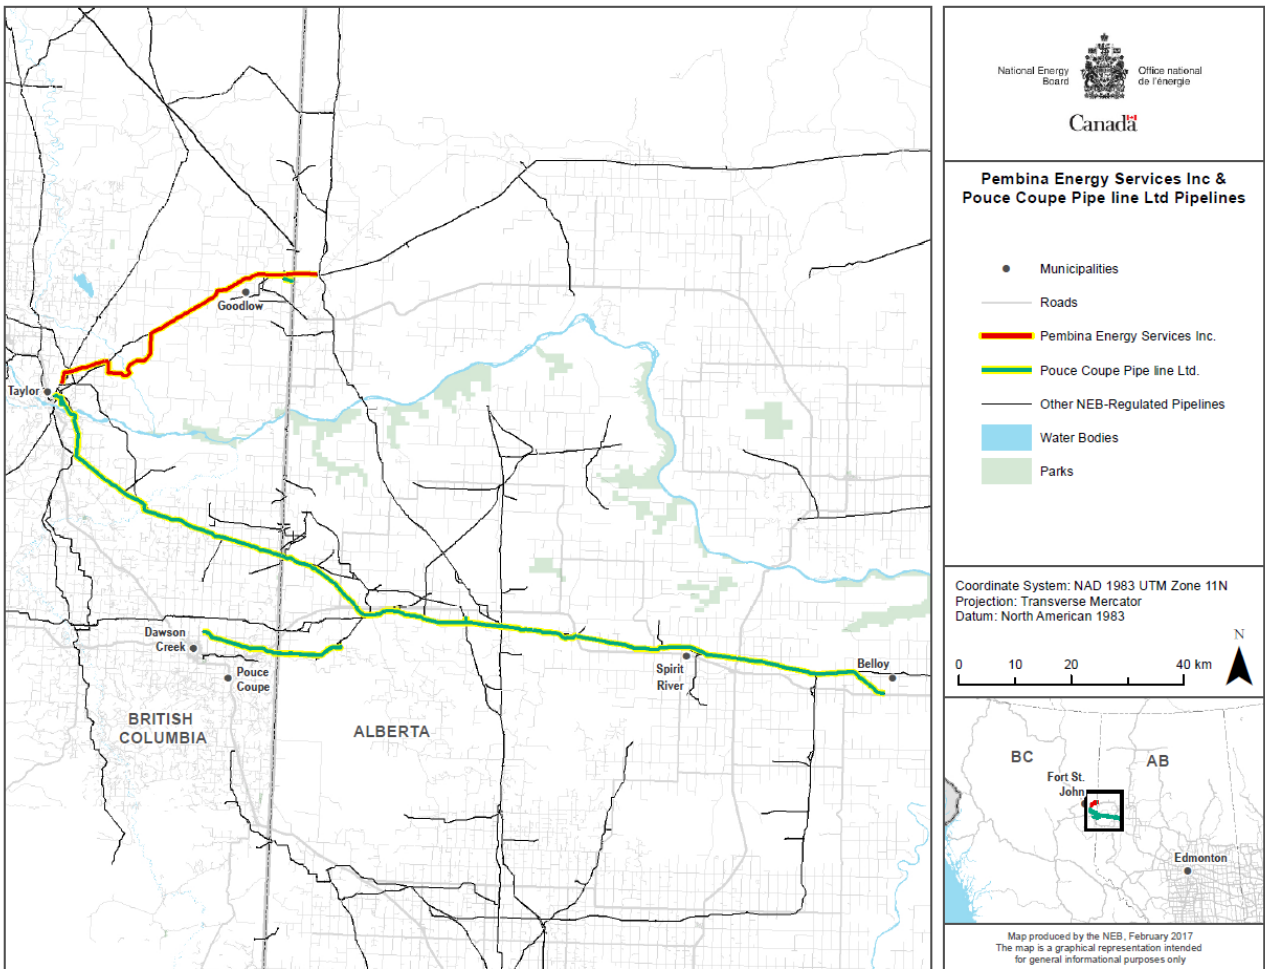 Goodlow
Taylor
Dawson
Creek
Pouce
Coupe
Spirit
River
Belloy
BRITISH
COLUMBIA
ALBERTA
National Energy
Board
Office national
de l'énergie
Canada
Pembina Energy Services Inc &
Pouce Coupe Pipe line Ltd Pipelines
Municipalities
Roads
Pembina Energy Services Inc.
Pouce Coupe Pipe line Ltd.
Other NEB-Regulated Pipelines
Water Bodies
Parks
Coordinate System: NAD 1983 UTM Zone 11N
Projection: Transverse Mercator
Datum: North American 1983
N
0 10 20 40 km
BC
AB
Fort St.
John
Edmonton
Map produced by the NEB, February 2017
The map is a graphical representation intended
for general informational purposes only